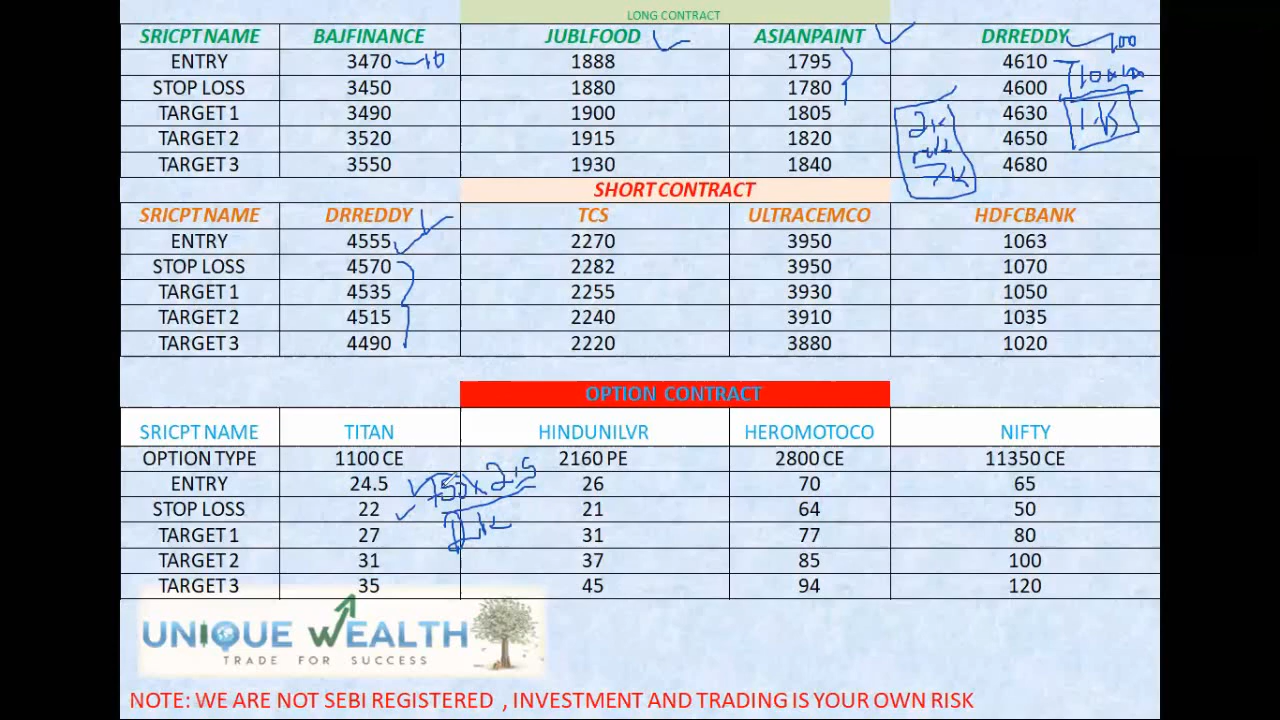 LONG CONTRACT
SRICPT NAME BAJFINANCE JUBLFOOD ASIANPAINT DRREDDY 100
ENTRY 3470 10 1888 1795 4610
STOP LOSS 3450 1880 1780 4600
TARGET 1 3490 1900 1805 4630
TARGET 2 3520 1915 1820 4650
TARGET 3 3550 1930 1840 4680
2k
7k
SHORT CONTRACT
SRICPT NAME DRREDDY TCS ULTRACEMCO HDFCBANK
ENTRY 4555 2270 3950 1063
STOP LOSS 4570 2282 3950 1070
TARGET 1 4535 2255 3930 1050
TARGET 2 4515 2240 3910 1035
TARGET 3 4490 2220 3880 1020
OPTION CONTRACT
SRICPT NAME TITAN HINDUNILVR HEROMOTOCO NIFTY
OPTION TYPE 1100 CE 2160 PE 2800 CE 11350 CE
ENTRY 24.5 750x2.5 26 70 65
STOP LOSS 22 21 64 50
TARGET 1 27 31 77 80
TARGET 2 31 37 85 100
TARGET 3 35 45 94 120
UNIQUE WEALTH
TRADE FOR SUCCESS
NOTE: WE ARE NOT SEBI REGISTERED , INVESTMENT AND TRADING IS YOUR OWN RISK